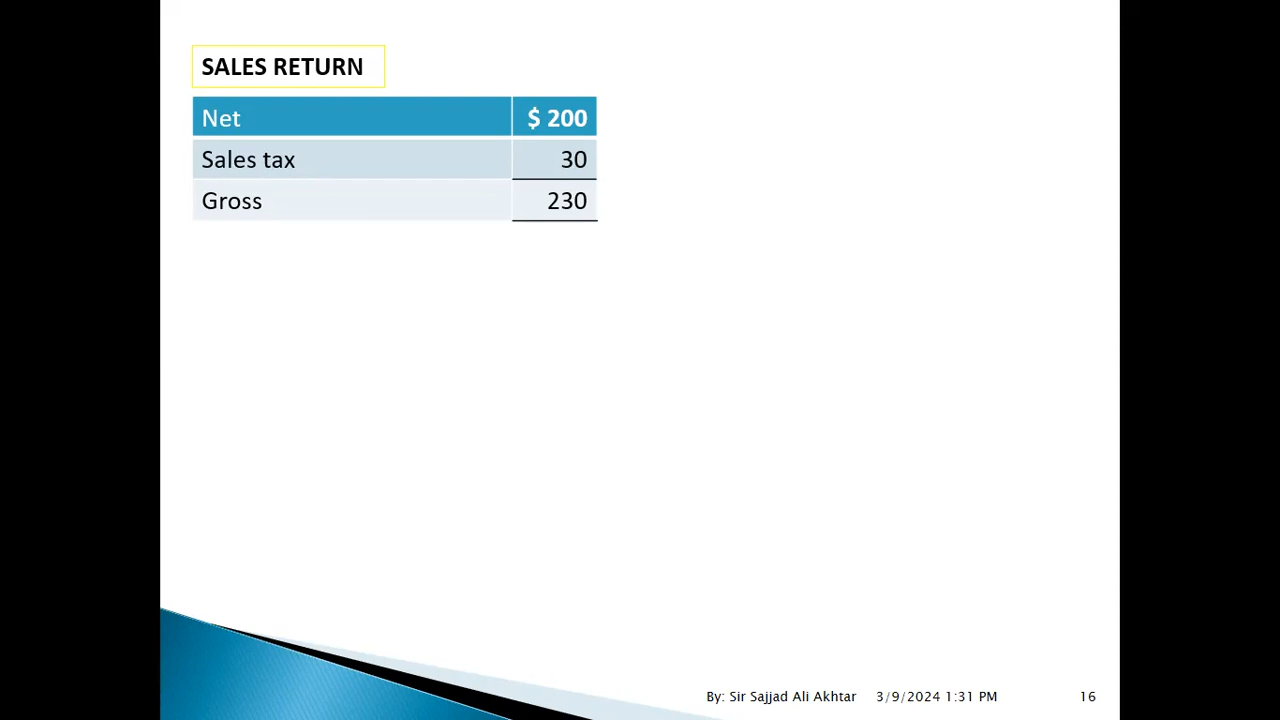 SALES RETURN
Net $ 200
Sales tax 30
Gross 230
By: Sir Sajjad Ali Akhtar 3/9/2024 1:31 PM 16